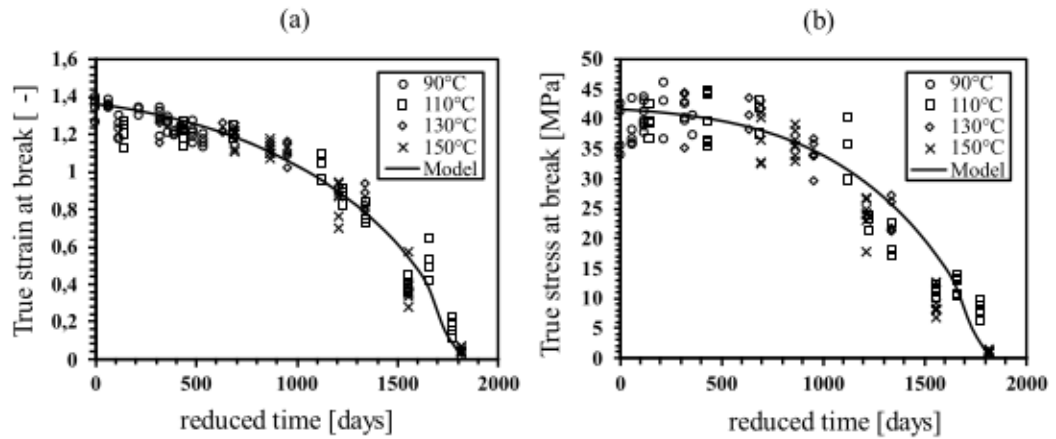 (a)
True strain at break [ -]
1,6
1,4
1,2
1
0,8
0,6
0,4
0,2
0
90°C
110°C
130°C
150°C
Model
0 500 1000 1500 2000
reduced time [days]
(b)
True stress at break [MPa]
50
45
40
35
30
25
20
15
10
5
0
90°C
110°C
130°C
150°C
Model
0 500 1000 1500 2000
reduced time [days]